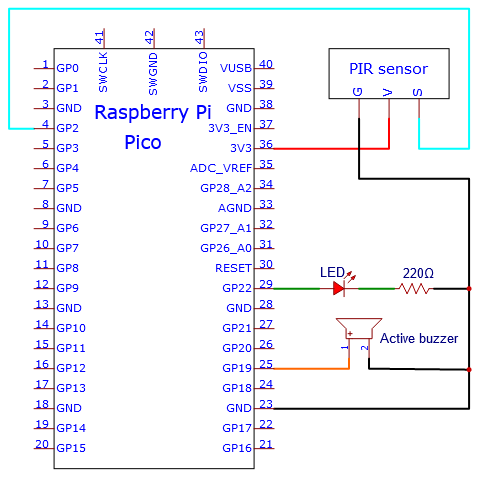 41 42 43
SWCLK SWGND SWDIO
PIR sensor
G V S
Raspberry Pi
Pico
1 GP0 VUSB 40
2 GP1 VSS 39
3 GND GND 38
4 GP2 3V3_EN 37
5 GP3 3V3 36
6 GP4 ADC_VREF 35
7 GP5 GP28_A2 34
8 GND AGND 33
9 GP6 GP27_A1 32
10 GP7 GP26_A0 31
11 GP8 RESET 30
12 GP9 GP22 29
13 GND GND 28
14 GP10 GP21 27
15 GP11 GP20 26
16 GP12 GP19 25
17 GP13 GP18 24
18 GND GND 23
19 GP14 GP17 22
20 GP15 GP16 21
LED 220Ω
+
Active buzzer
1 2